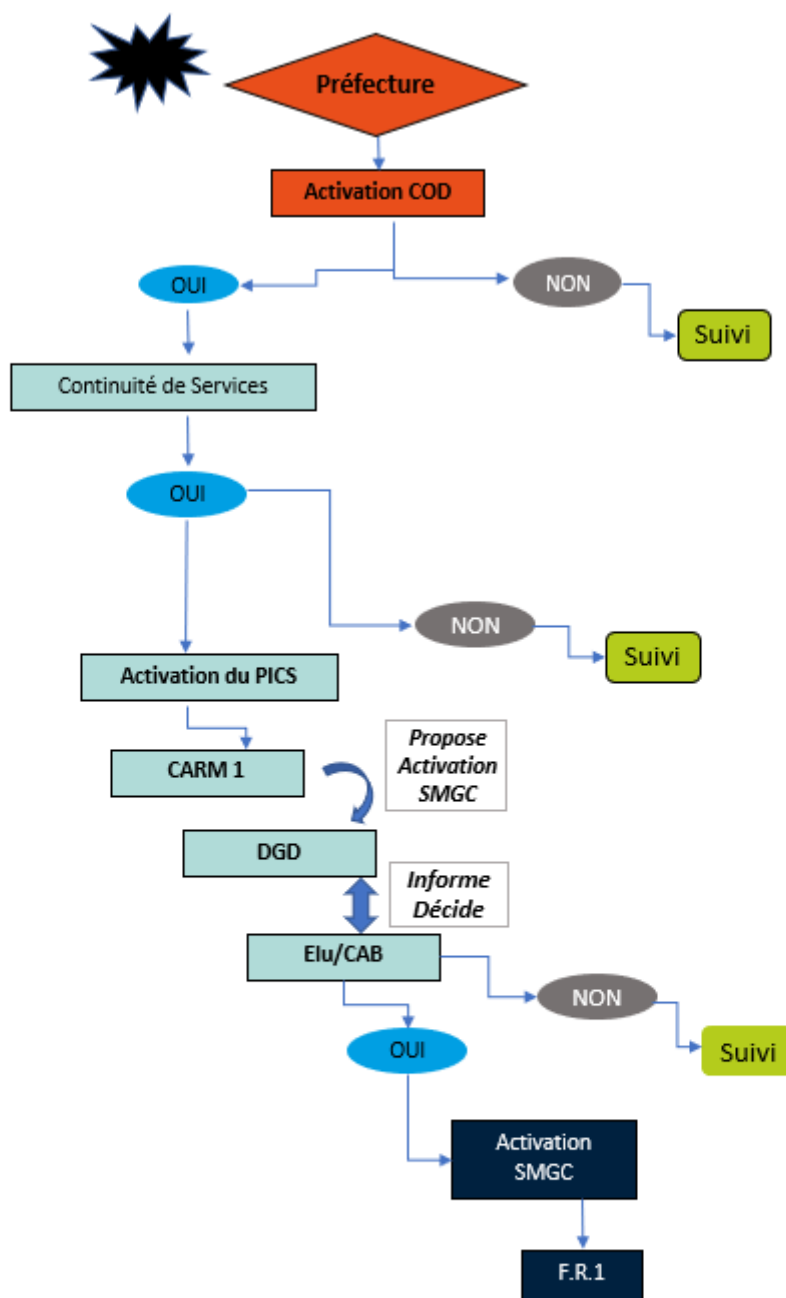 Préfecture
Activation COD
OUI
NON
Suivi
Continuité de Services
OUI
NON
Suivi
Activation du PICS
CARM 1
Propose
Activation
SMGC
DGD
Informe
Décide
Elu/CAB
NON
OUI
Suivi
Activation
SMGC
F.R.1